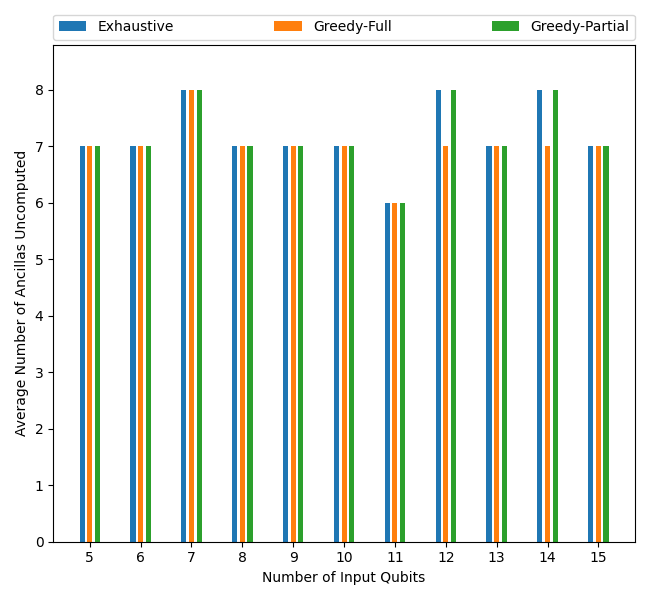 Exhaustive Greedy-Full Greedy-Partial
Average Number of Ancillas Uncomputed
8
7
6
5
4
3
2
1
0
5 6 7 8 9 10 11 12 13 14 15
Number of Input Qubits